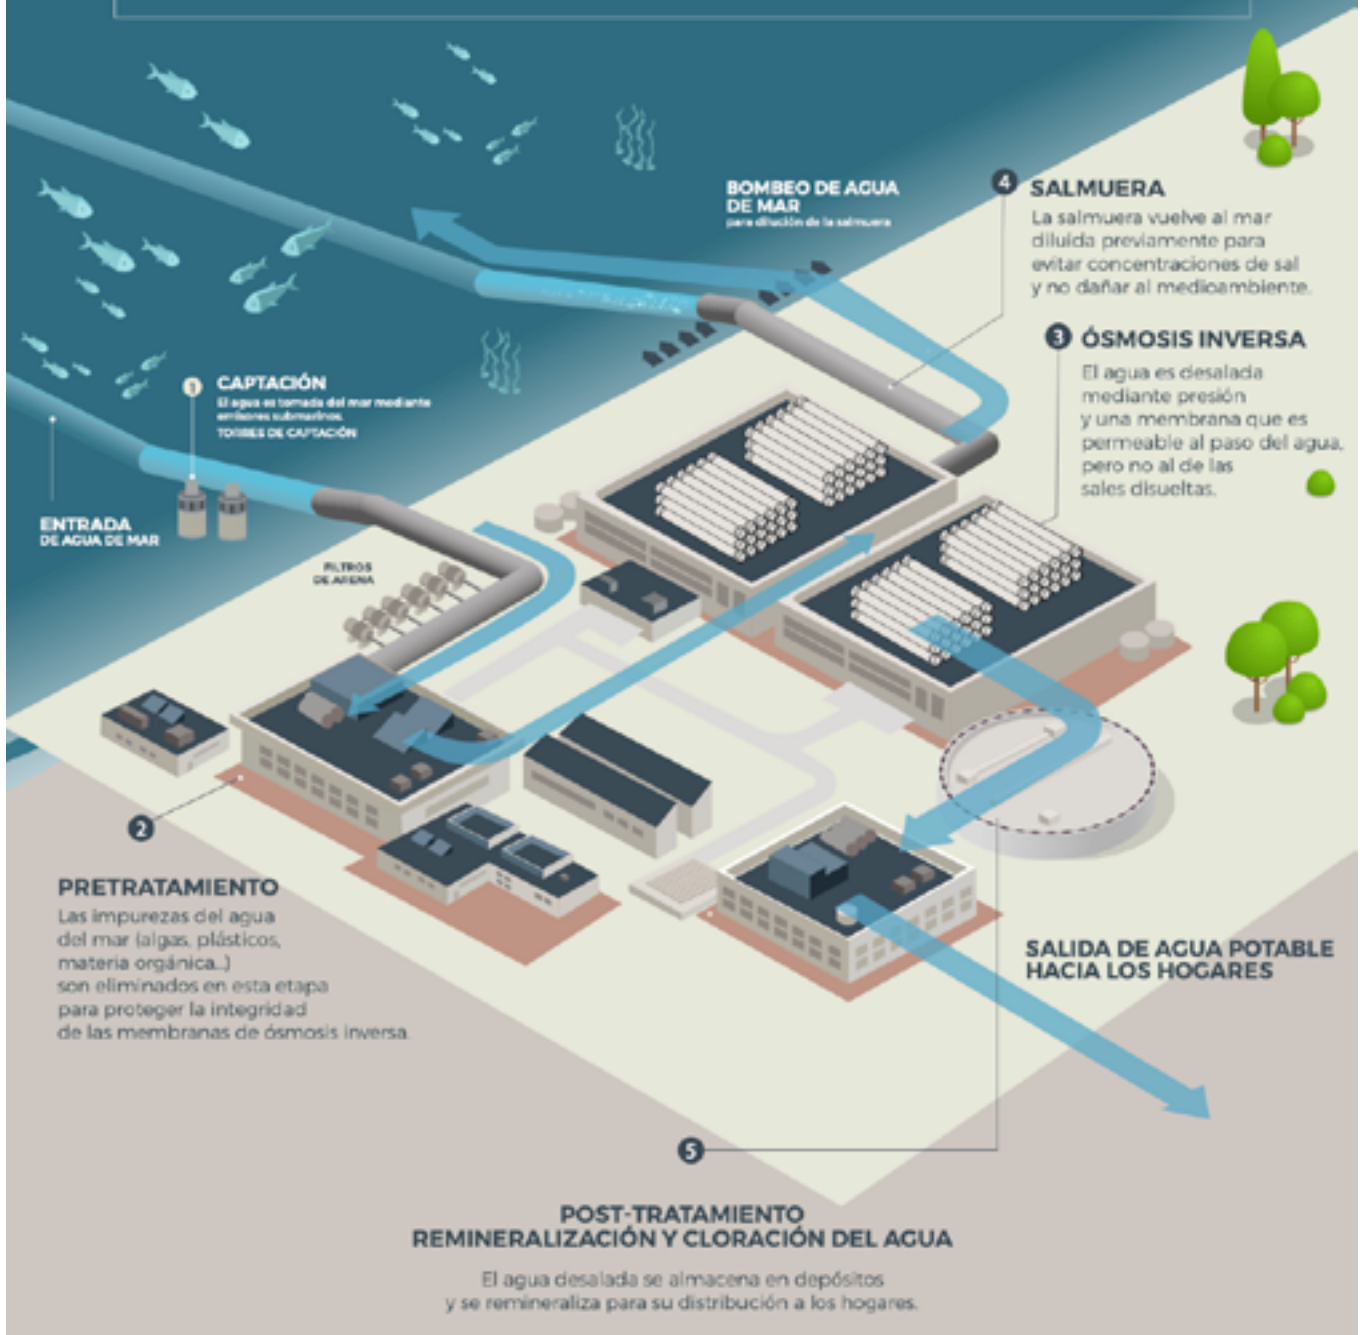 BOMBEO DE AGUA
DE MAR
para dilución de la salmuera
4
SALMUERA
La salmuera vuelve al mar
diluida previamente para
evitar concentraciones de sal
y no dañar al medioambiente.
3
ÓSMOSIS INVERSA
El agua es desalada
mediante presión
y una membrana que es
permeable al paso del agua,
pero no al de las
sales disueltas.
1
CAPTACIÓN
El agua es tomada del mar mediante
emisores submarinos.
TORRES DE CAPTACIÓN
ENTRADA
DE AGUA DE MAR
FILTROS
DE ARENA
2
PRETRATAMIENTO
Las impurezas del agua
del mar (algas, plásticos,
materia orgánica...)
son eliminados en esta etapa
para proteger la integridad
de las membranas de ósmosis inversa.
SALIDA DE AGUA POTABLE
HACIA LOS HOGARES
5
POST-TRATAMIENTO
REMINERALIZACIÓN Y CLORACIÓN DEL AGUA
El agua desalada se almacena en depósitos
y se remineraliza para su distribución a los hogares.